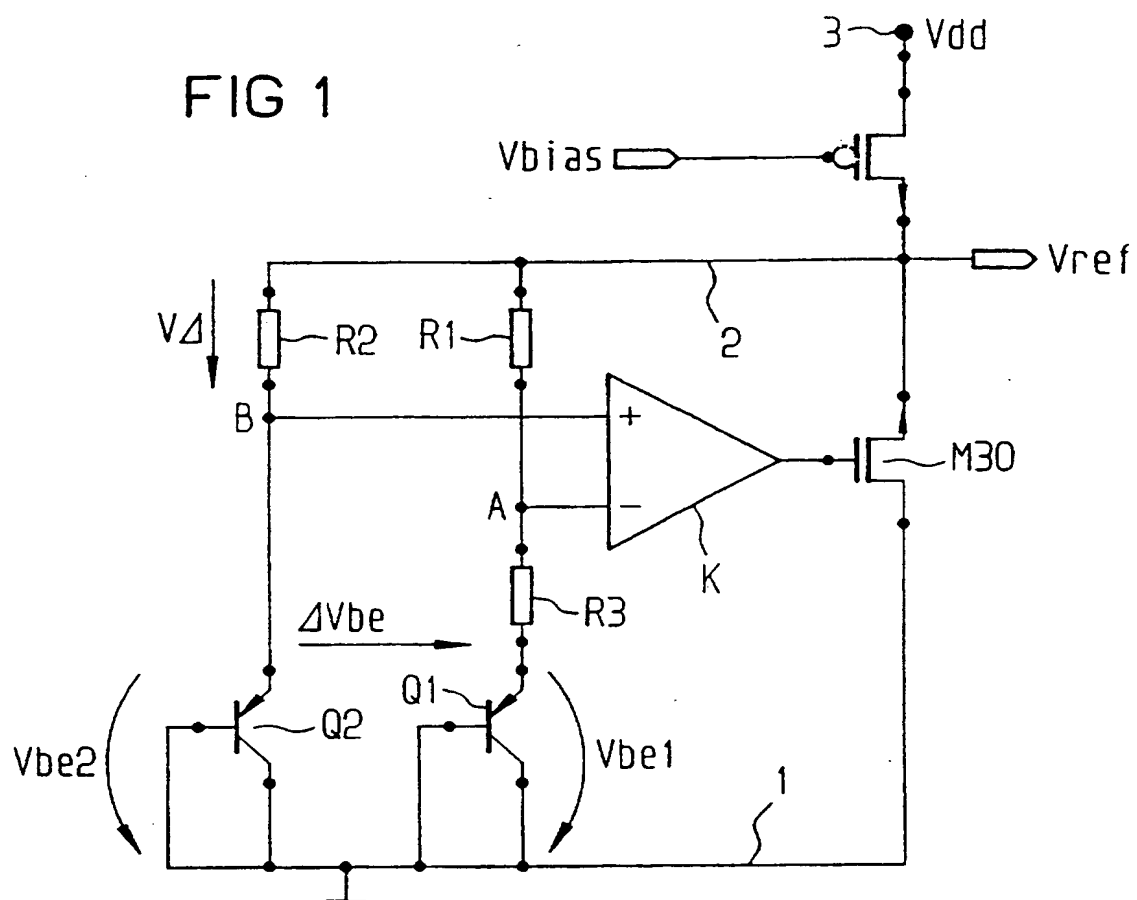 3 Vdd
FIG 1
Vbias
Vref
VΔ
R2
R1
2
B
+
M30
A
−
K
R3
ΔVbe
Q1
Q2
Vbe2
Vbe1
1